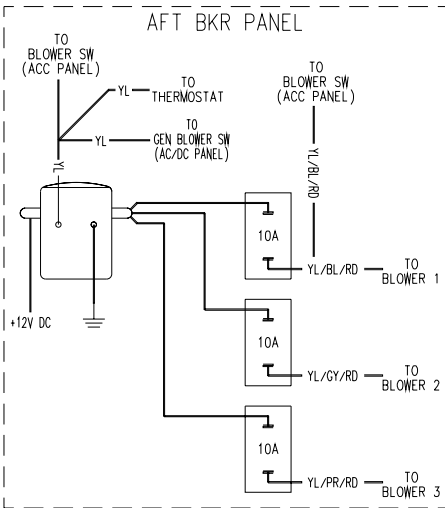 AFT BKR PANEL
TO
BLOWER SW
(ACC PANEL)
YL
TO
THERMOSTAT
YL
TO
GEN BLOWER SW
(AC/DC PANEL)
YL
TO
BLOWER SW
(ACC PANEL)
YL/BL/RD
+12V DC
10A
YL/BL/RD
TO
BLOWER 1
10A
YL/GY/RD
TO
BLOWER 2
10A
YL/PR/RD
TO
BLOWER 3